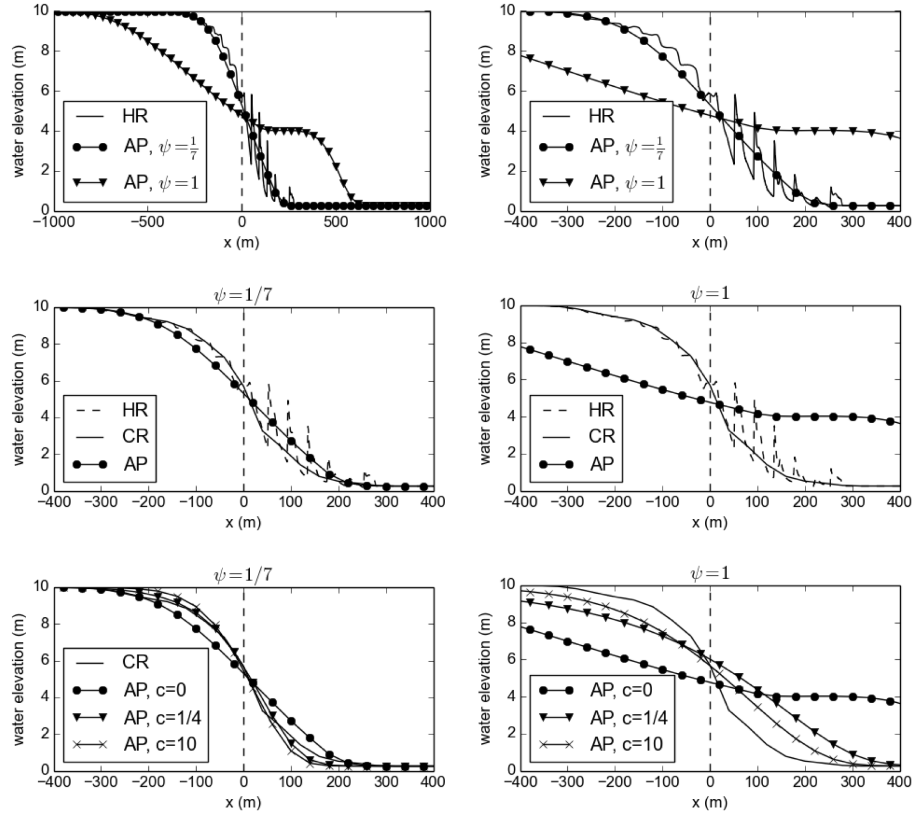 10
8
6
4
2
0
water elevation (m)
HR
AP, ψ=1/7
AP, ψ=1
−1000 −500 0 500 1000
x (m)
10
8
6
4
2
0
water elevation (m)
HR
AP, ψ=1/7
AP, ψ=1
−400 −300 −200 −100 0 100 200 300 400
x (m)
ψ=1/7
10
8
6
4
2
0
water elevation (m)
HR
CR
AP
−400 −300 −200 −100 0 100 200 300 400
x (m)
ψ=1
10
8
6
4
2
0
water elevation (m)
HR
CR
AP
−400 −300 −200 −100 0 100 200 300 400
x (m)
ψ=1/7
10
8
6
4
2
0
water elevation (m)
CR
AP, c=0
AP, c=1/4
AP, c=10
−400 −300 −200 −100 0 100 200 300 400
x (m)
ψ=1
10
8
6
4
2
0
water elevation (m)
CR
AP, c=0
AP, c=1/4
AP, c=10
−400 −300 −200 −100 0 100 200 300 400
x (m)